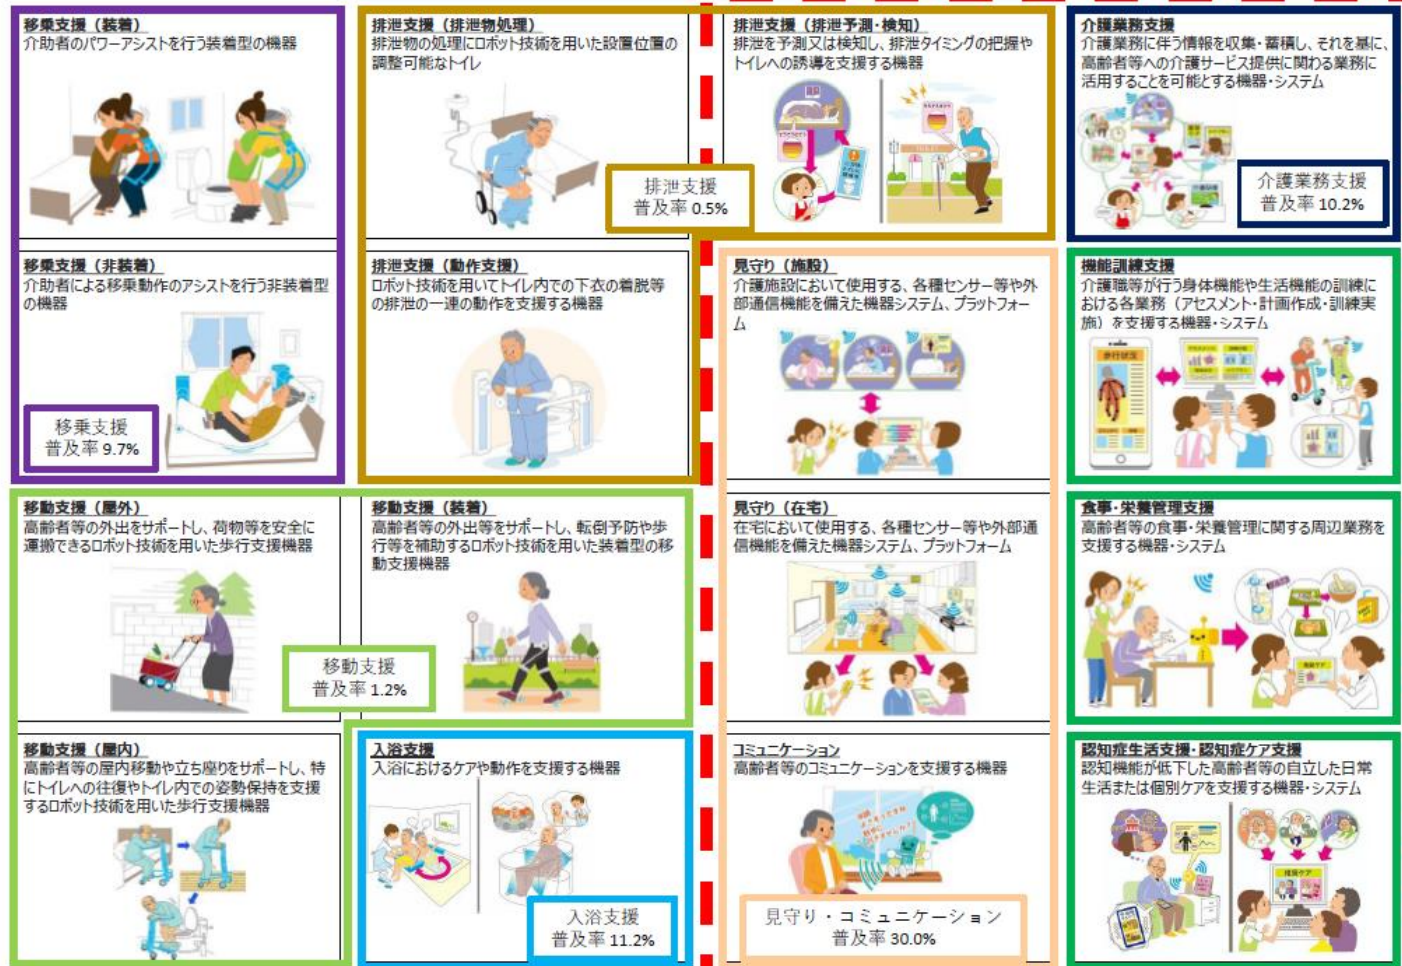 移乗支援（装着）
介助者のパワーアシストを行う装着型の機器
排泄支援（排泄物処理）
排泄物の処理にロボット技術を用いた設置位置の
調整可能なトイレ
排泄支援（排泄予測・検知）
排泄を予測又は検知し、排泄タイミングの把握や
トイレへの誘導を支援する機器
介護業務支援
介護業務に伴う情報を収集・蓄積し、それを基に、
高齢者等への介護サービス提供に関わる業務に
活用することを可能とする機器・システム
排泄支援
普及率 0.5%
介護業務支援
普及率 10.2%
移乗支援（非装着）
介助者による移乗動作のアシストを行う非装着型
の機器
移乗支援
普及率 9.7%
排泄支援（動作支援）
ロボット技術を用いてトイレ内での下衣の着脱等
の排泄の一連の動作を支援する機器
見守り（施設）
介護施設において使用する、各種センサー等や外
部通信機能を備えた機器システム、プラットフォー
ム
機能訓練支援
介護職等が行う身体機能や生活機能の訓練に
おける各業務（アセスメント・計画作成・訓練実
施）を支援する機器・システム
歩行状況
移動支援（屋外）
高齢者等の外出をサポートし、荷物等を安全に
運搬できるロボット技術を用いた歩行支援機器
移動支援（装着）
高齢者等の外出等をサポートし、転倒予防や歩
行等を補助するロボット技術を用いた装着型の移
動支援機器
移動支援
普及率 1.2%
見守り（在宅）
在宅において使用する、各種センサー等や外部通
信機能を備えた機器システム、プラットフォーム
食事・栄養管理支援
高齢者等の食事・栄養管理に関する周辺業務を
支援する機器・システム
移動支援（屋内）
高齢者等の屋内移動や立ち座りをサポートし、特
にトイレへの往復やトイレ内での姿勢保持を支援
するロボット技術を用いた歩行支援機器
入浴支援
入浴におけるケアや動作を支援する機器
入浴支援
普及率 11.2%
コミュニケーション
高齢者等のコミュニケーションを支援する機器
見守り・コミュニケーション
普及率 30.0%
認知症生活支援・認知症ケア支援
認知機能が低下した高齢者等の自立した日常
生活または個別ケアを支援する機器・システム